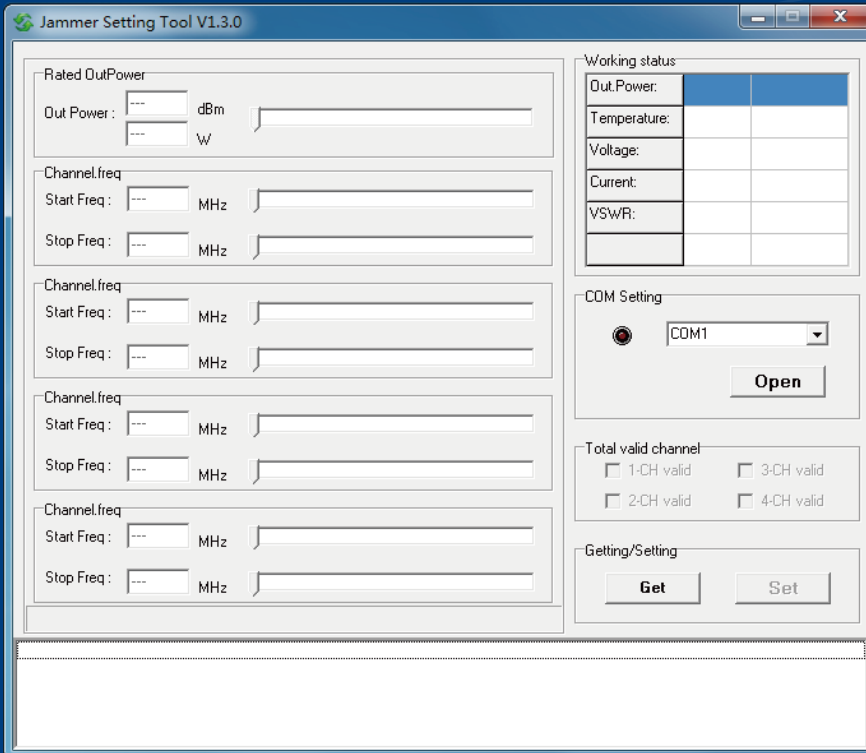 Jammer Setting Tool V1.3.0
Rated OutPower
Out Power :
---
dBm
---
W
Channel.freq
Start Freq :
---
MHz
Stop Freq :
---
MHz
Channel.freq
Start Freq :
---
MHz
Stop Freq :
---
MHz
Channel.freq
Start Freq :
---
MHz
Stop Freq :
---
MHz
Channel.freq
Start Freq :
---
MHz
Stop Freq :
---
MHz
Working status
Out.Power:
Temperature:
Voltage:
Current:
VSWR:
COM Setting
COM1
Open
Total valid channel
1-CH valid
3-CH valid
2-CH valid
4-CH valid
Getting/Setting
Get
Set